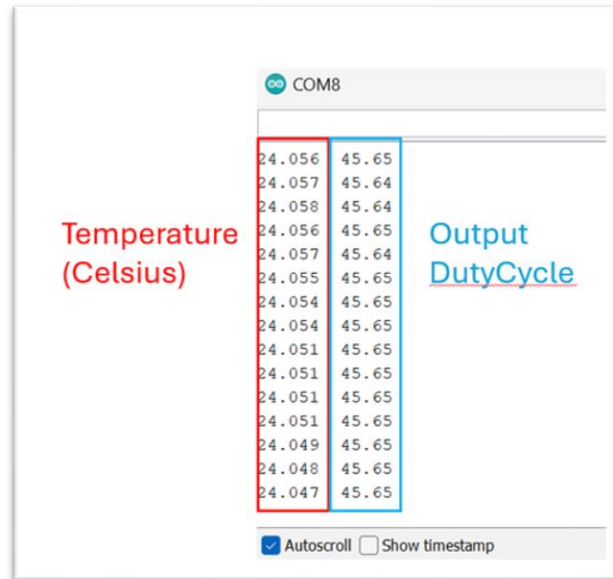 COM8
24.056 45.65
24.057 45.64
24.058 45.64
24.056 45.65
24.057 45.64
24.055 45.65
24.054 45.65
24.054 45.65
24.051 45.65
24.051 45.65
24.051 45.65
24.051 45.65
24.049 45.65
24.048 45.65
24.047 45.65
Temperature
(Celsius)
Output
DutyCycle
Autoscroll Show timestamp